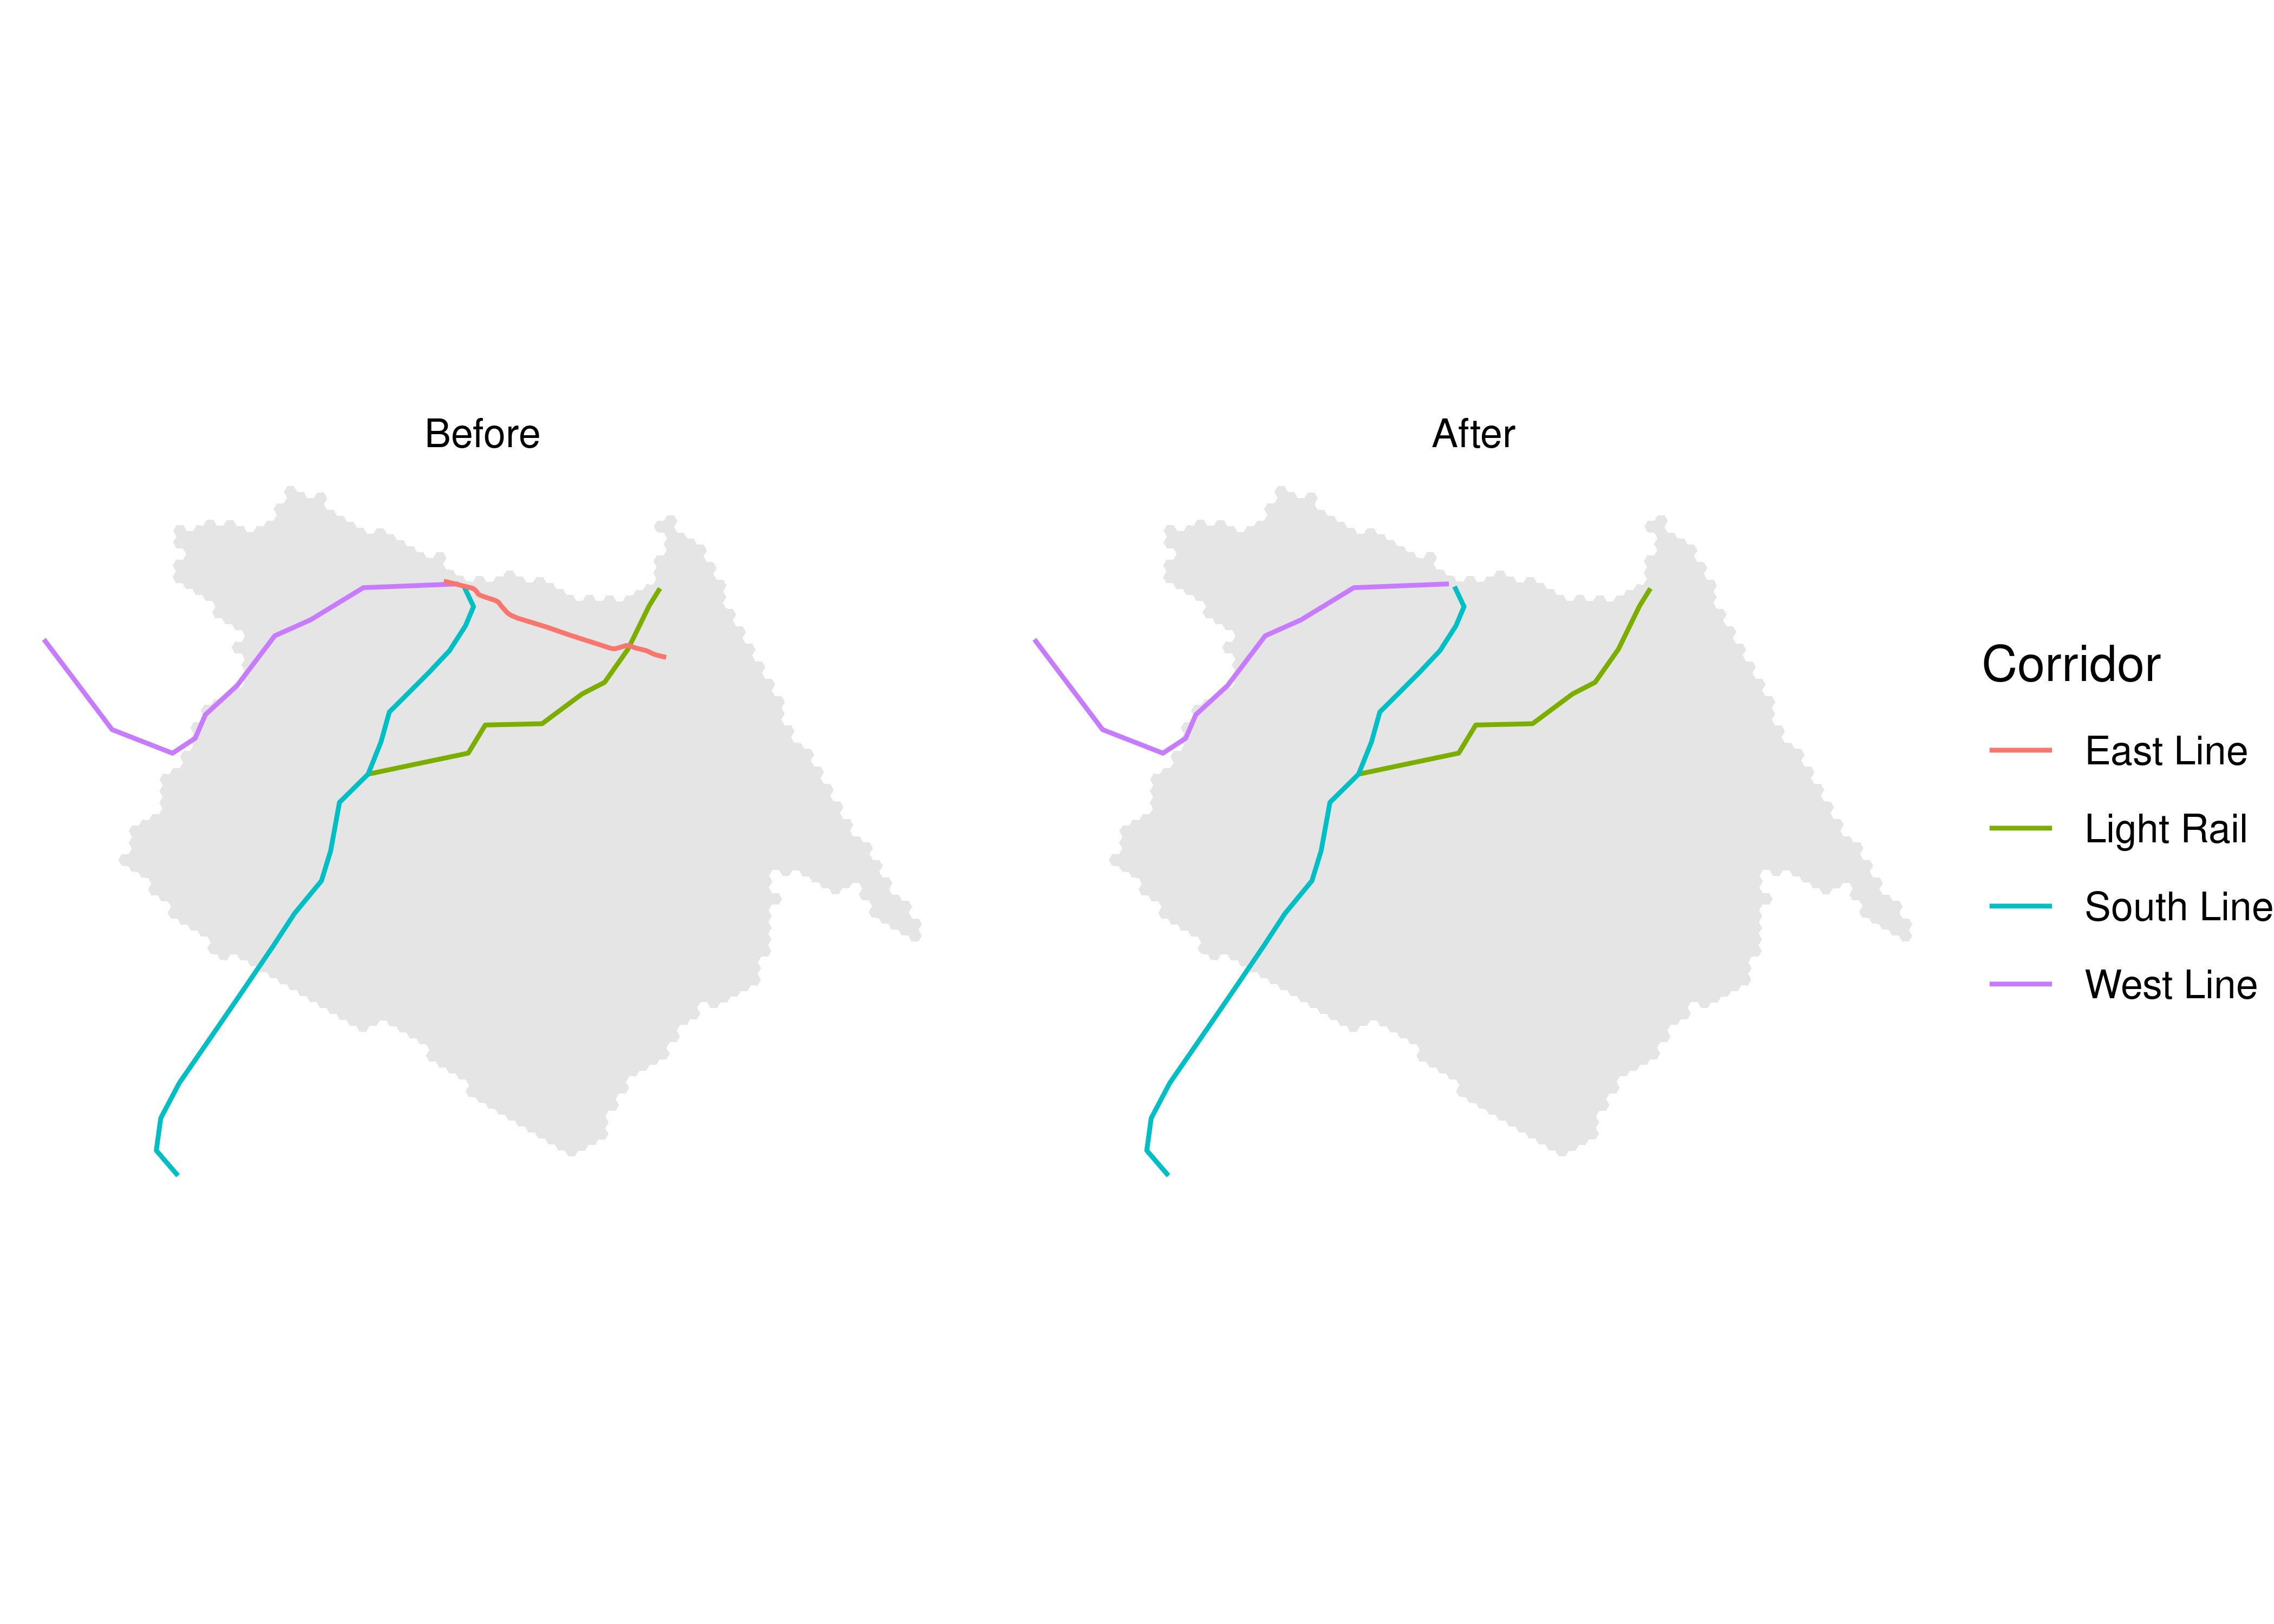 Before
After
Corridor
East Line
Light Rail
South Line
West Line